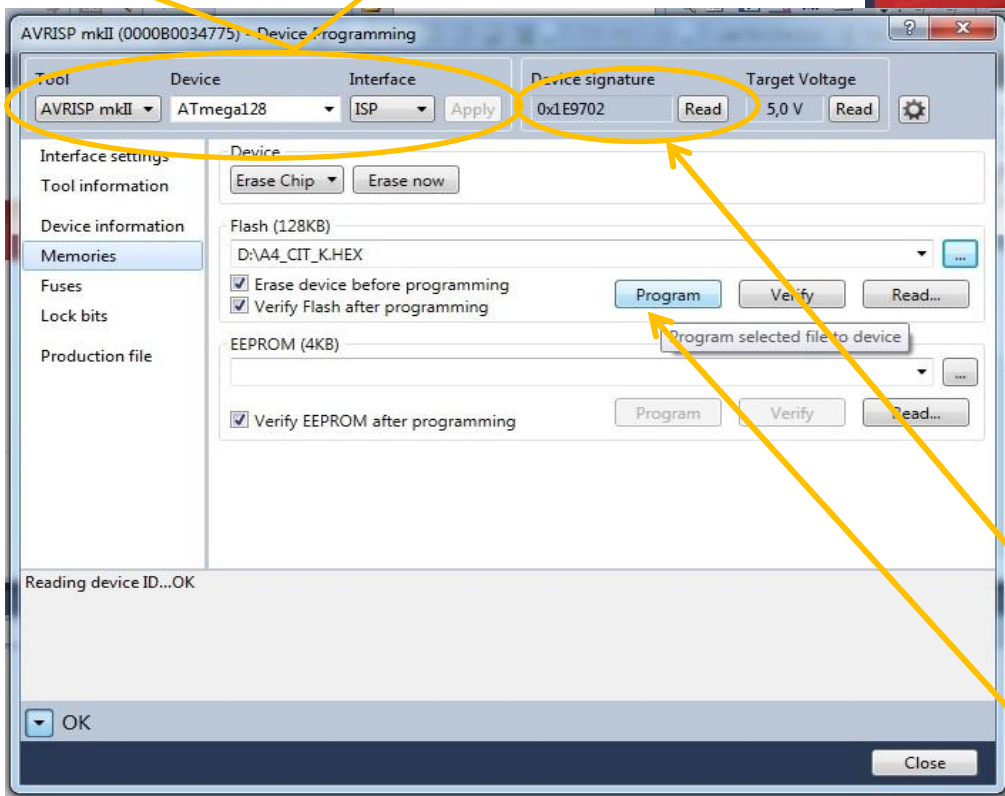 AVRISP mkII (0000B0034775) - Device Programming
Tool Device Interface Device signature Target Voltage
AVRISP mkII ATmega128 ISP Apply 0x1E9702 Read 5,0 V Read
Interface settings
Tool information
Device information
Memories
Fuses
Lock bits
Production file
Device
Erase Chip Erase now
Flash (128KB)
D:\A4_CIT_K.HEX ...
Erase device before programming
Verify Flash after programming
Program Verify Read...
Program selected file to device
EEPROM (4KB)
...
Verify EEPROM after programming
Program Verify Read...
Reading device ID...OK
OK
Close